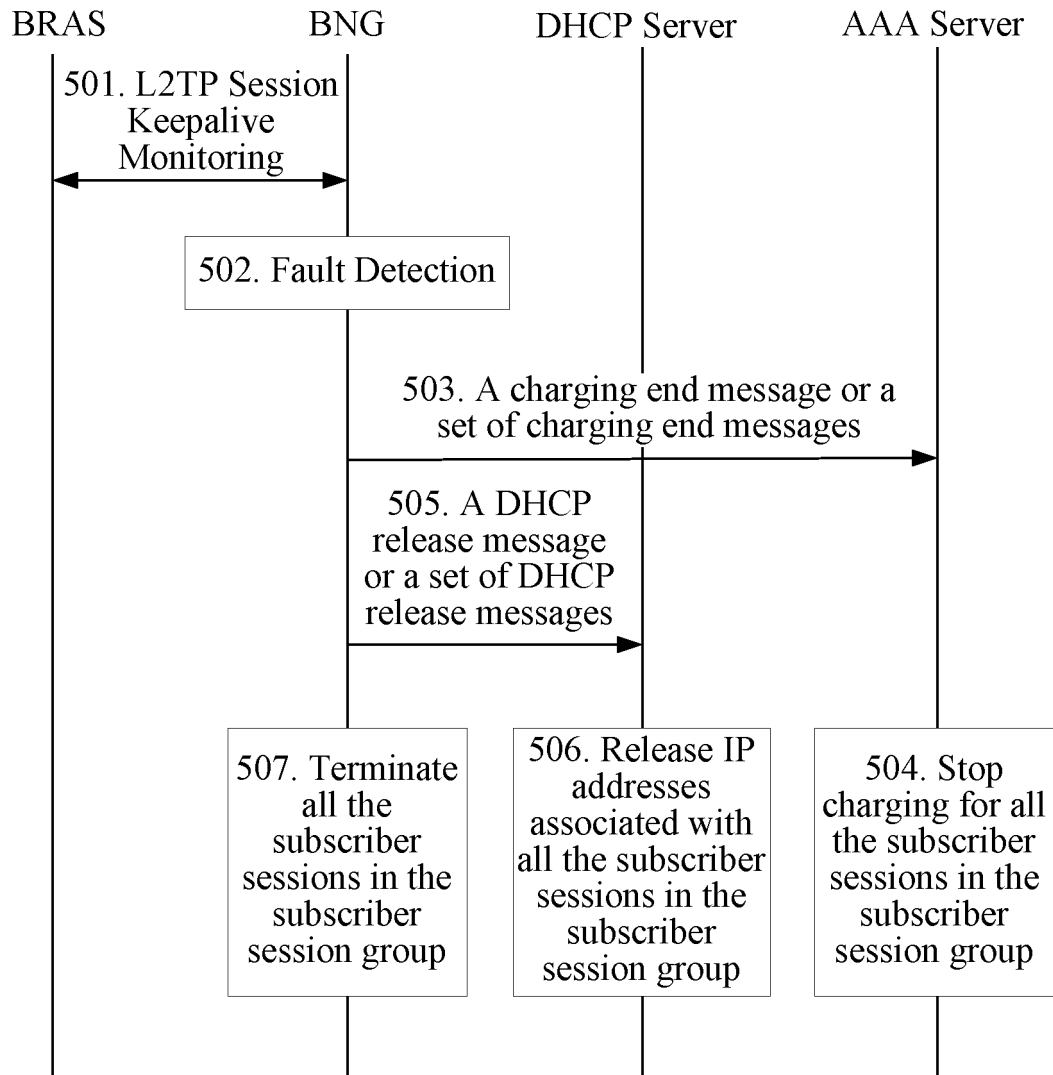 BRAS
BNG
DHCP Server
AAA Server
501. L2TP Session
Keepalive
Monitoring
502. Fault Detection
503. A charging end message or a
set of charging end messages
505. A DHCP
release message
or a set of DHCP
release messages
507. Terminate
all the
subscriber
sessions in the
subscriber
session group
506. Release IP
addresses
associated with
all the subscriber
sessions in the
subscriber
session group
504. Stop
charging for all
the subscriber
sessions in the
subscriber
session group